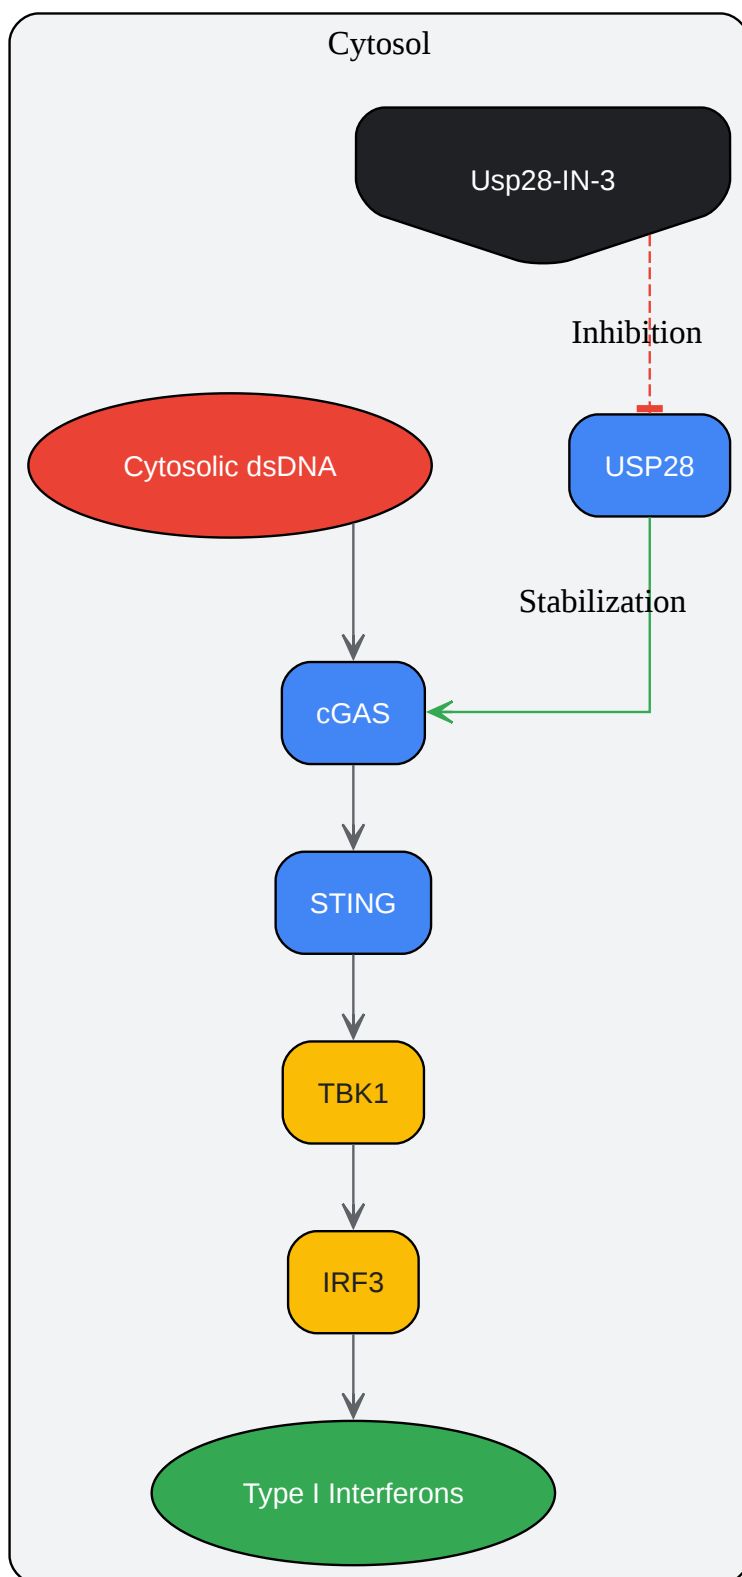 Cytosol
Usp28-IN-3
Inhibition
Cytosolic dsDNA
USP28
Stabilization
cGAS
STING
TBK1
IRF3
Type I Interferons